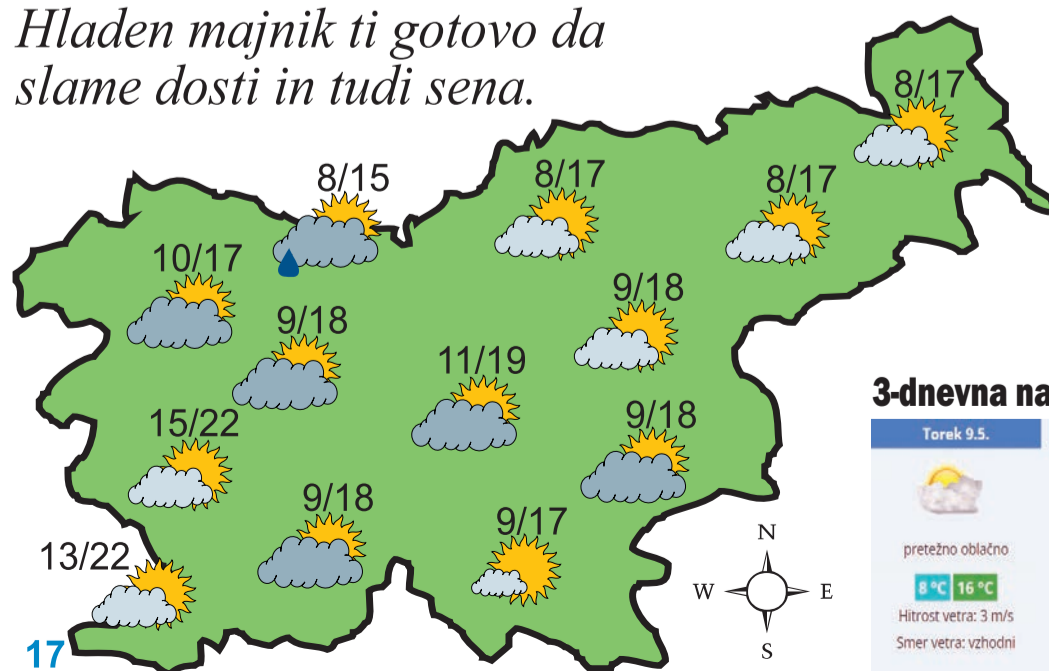 Hladen majnik ti gotovo da
slame dosti in tudi sena.
8/17
8/15
8/17
8/17
10/17
9/18
9/18
11/19
15/22
9/18
9/18
9/17
13/22
N
W
E
S
17
3-dnevna na
Torek 9.5.
pretežno oblačno
8 °C 16 °C
Hitrost vetra: 3 m/s
Smer vetra: vzhodni